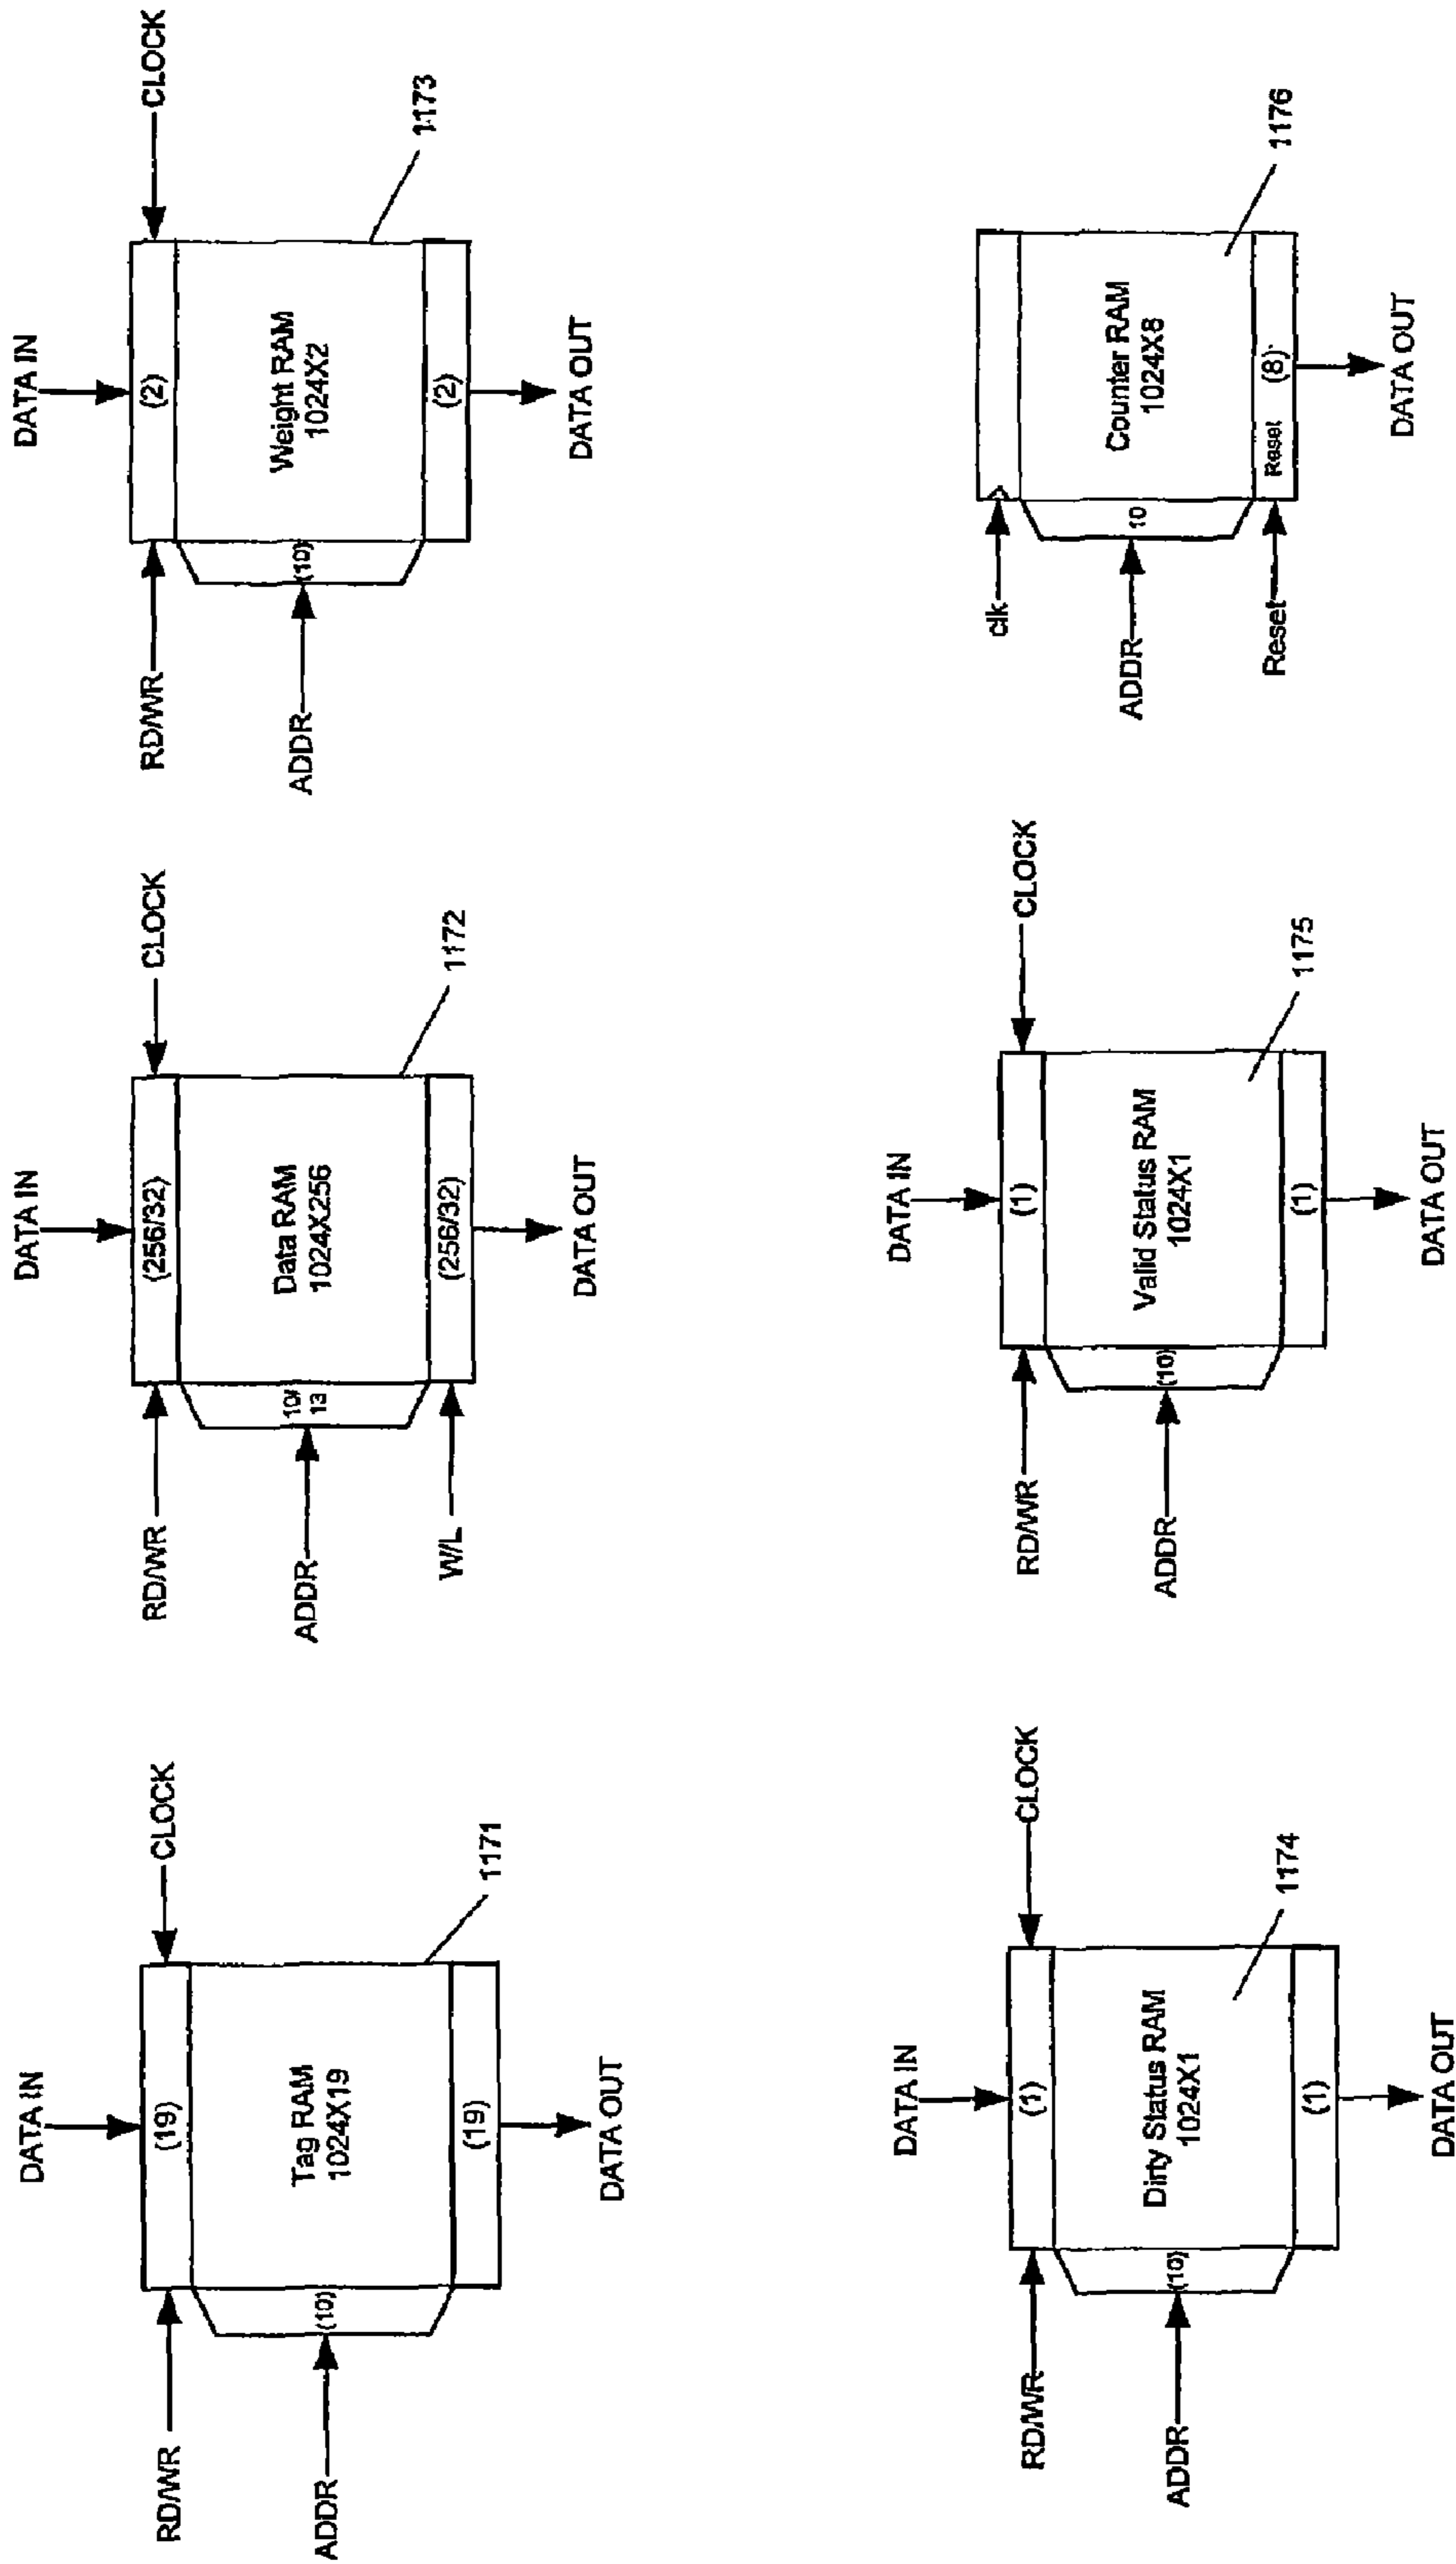 DATA IN
(19)
RD/WR
CLOCK
Tag RAM
1024X19
(10)
ADDR
1171
(19)
DATA OUT
DATA IN
(256/32)
RD/WR
CLOCK
Data RAM
1024X256
10/
13
ADDR
1172
(256/32)
W/L
DATA OUT
DATA IN
(2)
RD/WR
CLOCK
Weight RAM
1024X2
(10)
ADDR
1173
(2)
DATA OUT
DATA IN
(1)
RD/WR
CLOCK
Dirty Status RAM
1024X1
(10)
ADDR
1174
(1)
DATA OUT
DATA IN
(1)
RD/WR
CLOCK
Valid Status RAM
1024X1
(10)
ADDR
1175
(1)
DATA OUT
clk
Counter RAM
1024X8
10
ADDR
1176
Reset
Reset
(8)
DATA OUT